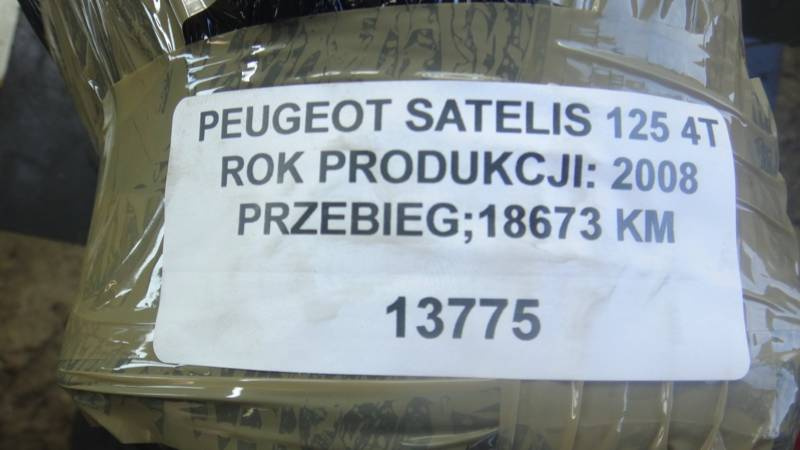 PEUGEOT SATELIS 125 4T
ROK PRODUKCJI: 2008
PRZEBIEG;18673 KM
13775